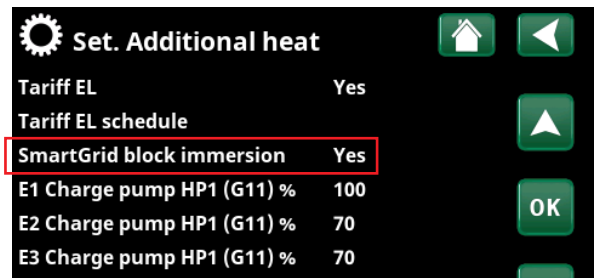 Set. Additional heat
Tariff EL Yes
Tariff EL schedule
SmartGrid block immersion Yes
E1 Charge pump HP1 (G11) % 100
E2 Charge pump HP1 (G11) % 70
E3 Charge pump HP1 (G11) % 70
OK